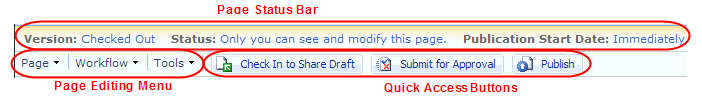 Page Status Bar
Version: Checked Out Status: Only you can see and modify this page. Publication Start Date: Immediately
Page Workflow Tools Check In to Share Draft Submit for Approval Publish
Page Editing Menu Quick Access Buttons